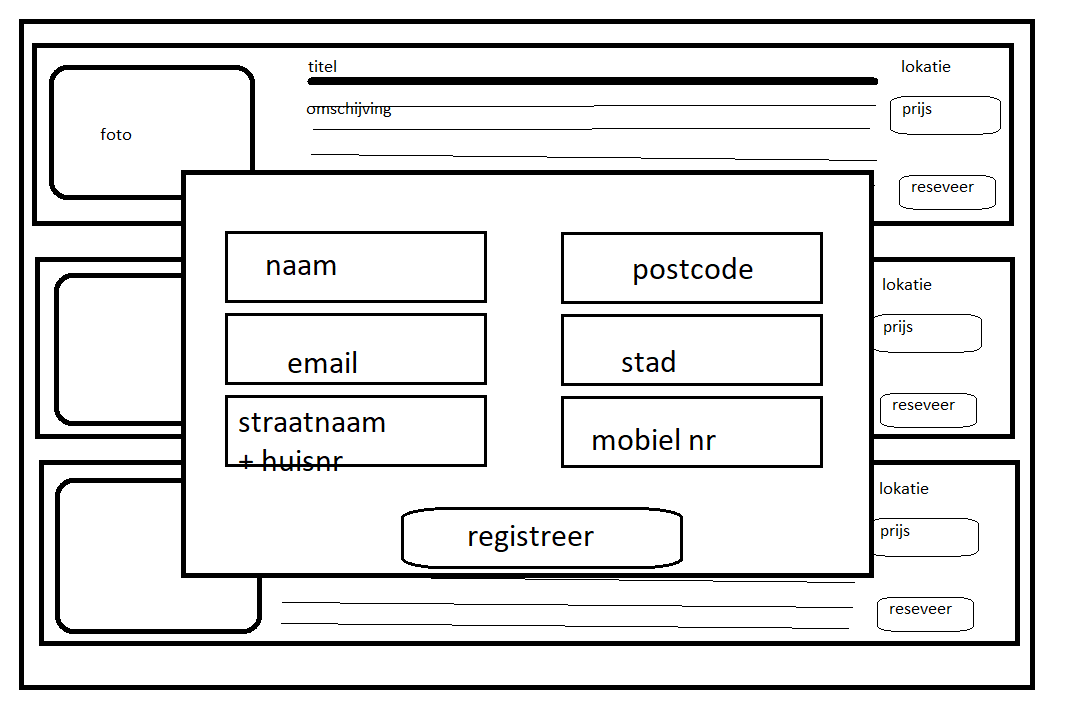 titel
lokatie
omschijving
prijs
foto
reseveer
naam
postcode
email
stad
straatnaam
+ huisnr
mobiel nr
registreer
lokatie
prijs
reseveer
lokatie
prijs
reseveer